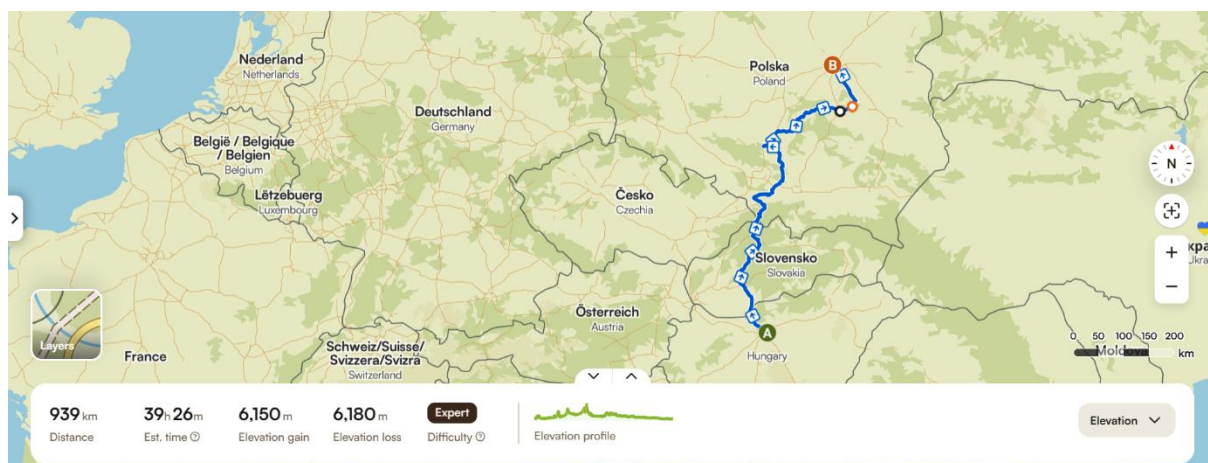 Nederland
Netherlands
Polska
Poland
B
Deutschland
Germany
België / Belgique
/ Belgien
Belgium
N
Lëtzebuerg
Luxembourg
Česko
Czechia
Slovensko
Slovakia
Österreich
Austria
A
Hungary
Layers
France
Schweiz/Suisse/
Svizzera/Svizra
Switzerland
+
−
0 50 100 150 200
km
Moldova
939 km
Distance
39h 26m
Est. time
6,150 m
Elevation gain
6,180 m
Elevation loss
Expert
Difficulty
Elevation profile
Elevation